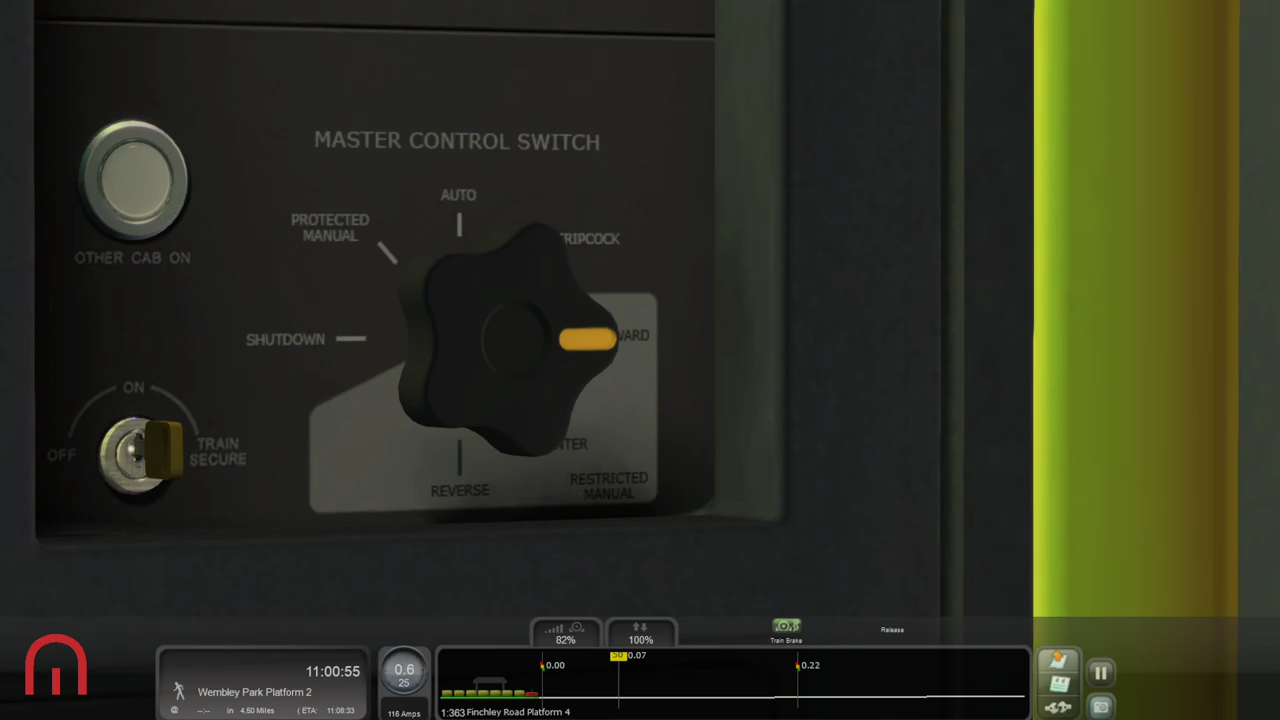 MASTER CONTROL SWITCH
AUTO
PROTECTED
MANUAL
OTHER CAB ON
SHUTDOWN
ON
OFF
TRAIN
SECURE
REVERSE
RESTRICTED
MANUAL
82%
100%
Train Brake
Release
11:00:55
Wembley Park Platform 2
--:-- in 4.50 Miles ( ETA: 11:08:33
0.6
25
116 Amps
0.00
50
0.07
0.22
1:363 Finchley Road Platform 4